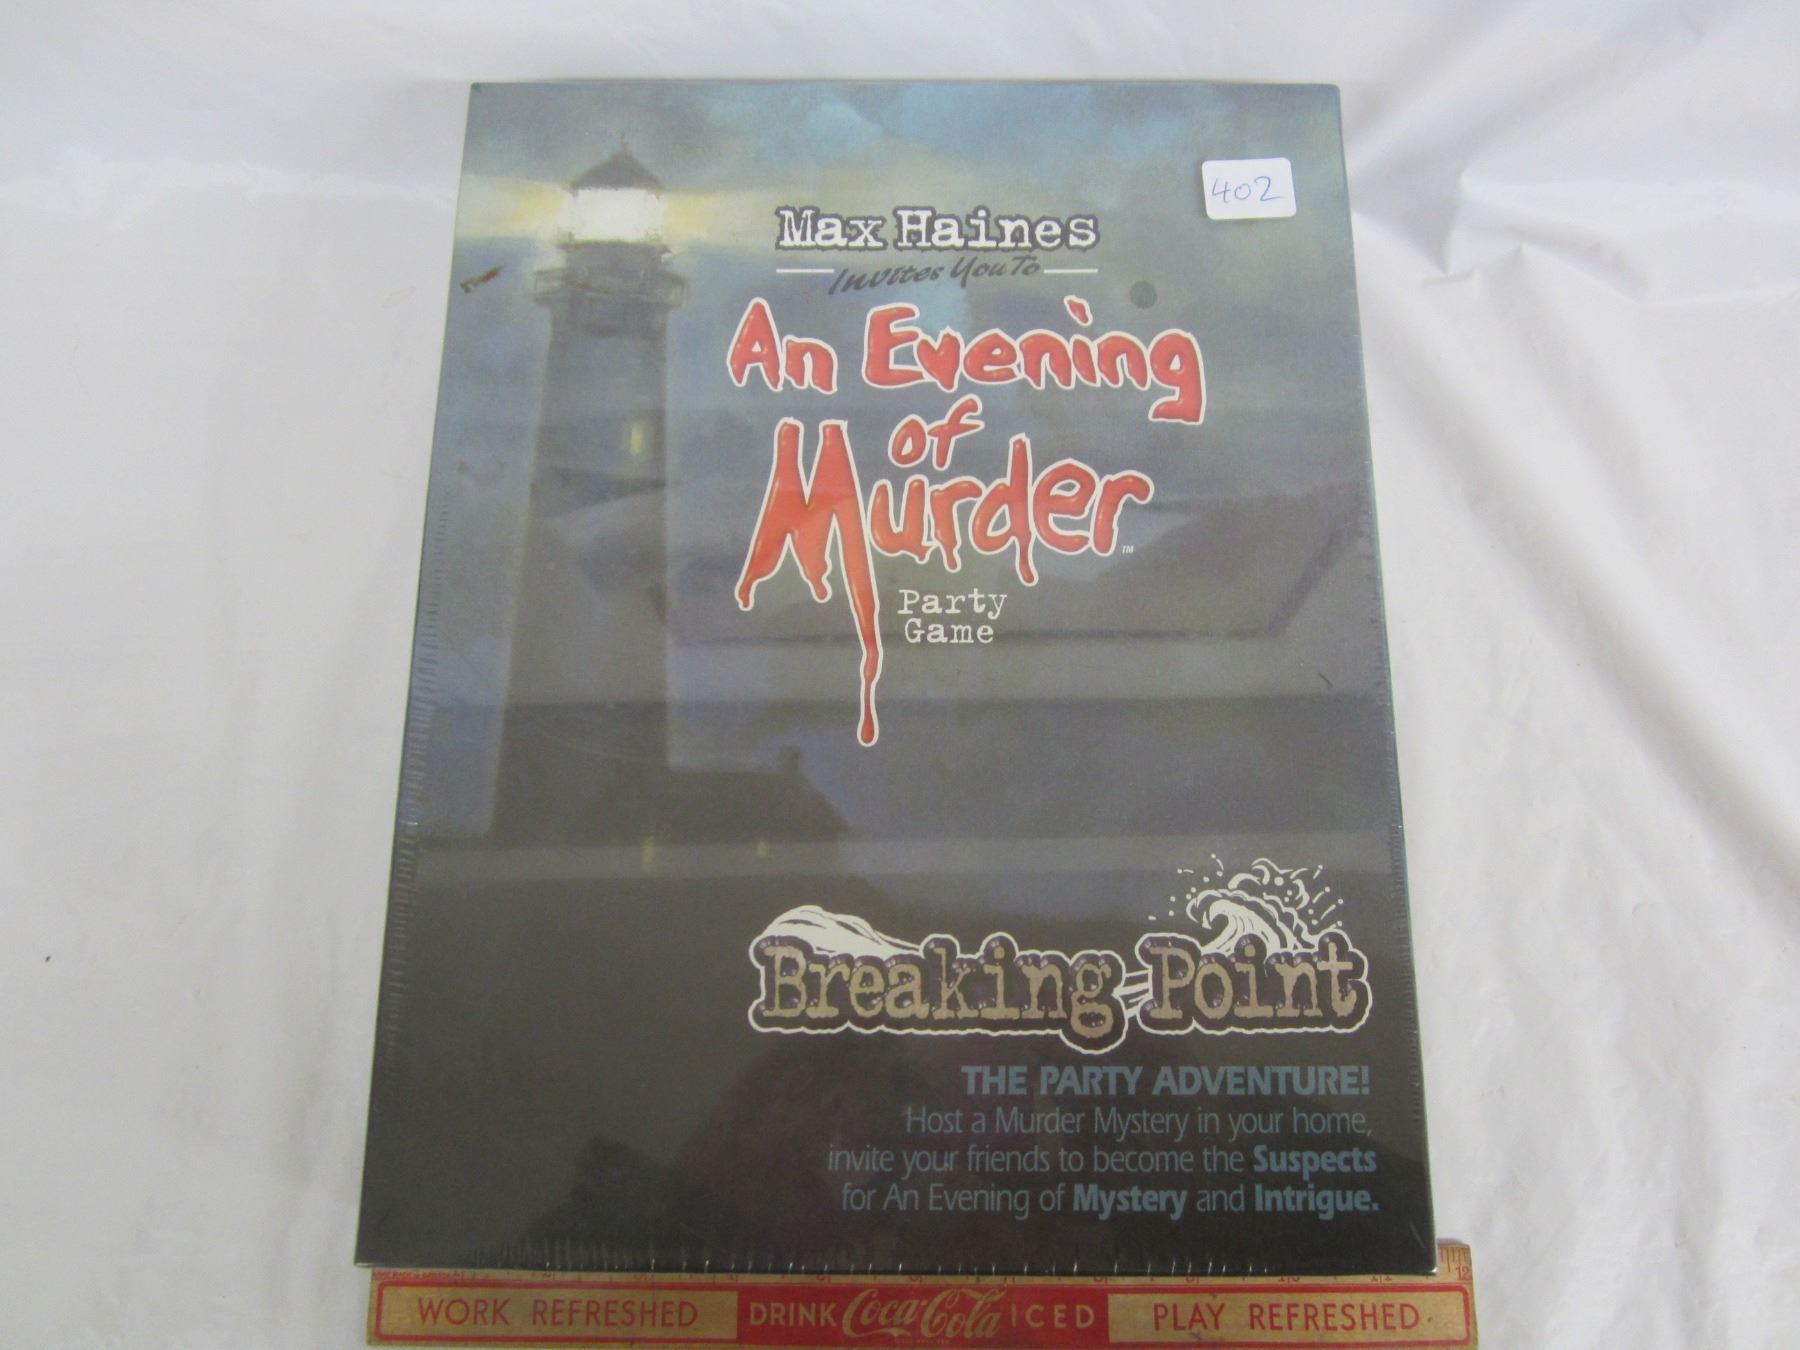 402
Max Haines
Invites You To
An Evening
of
Murder™
Party
Game
Breaking Point
THE PARTY ADVENTURE!
Host a Murder Mystery in your home,
invite your friends to become the Suspects
for An Evening of Mystery and Intrigue.
12
WORK REFRESHED DRINK Coca-Cola ICED PLAY REFRESHED